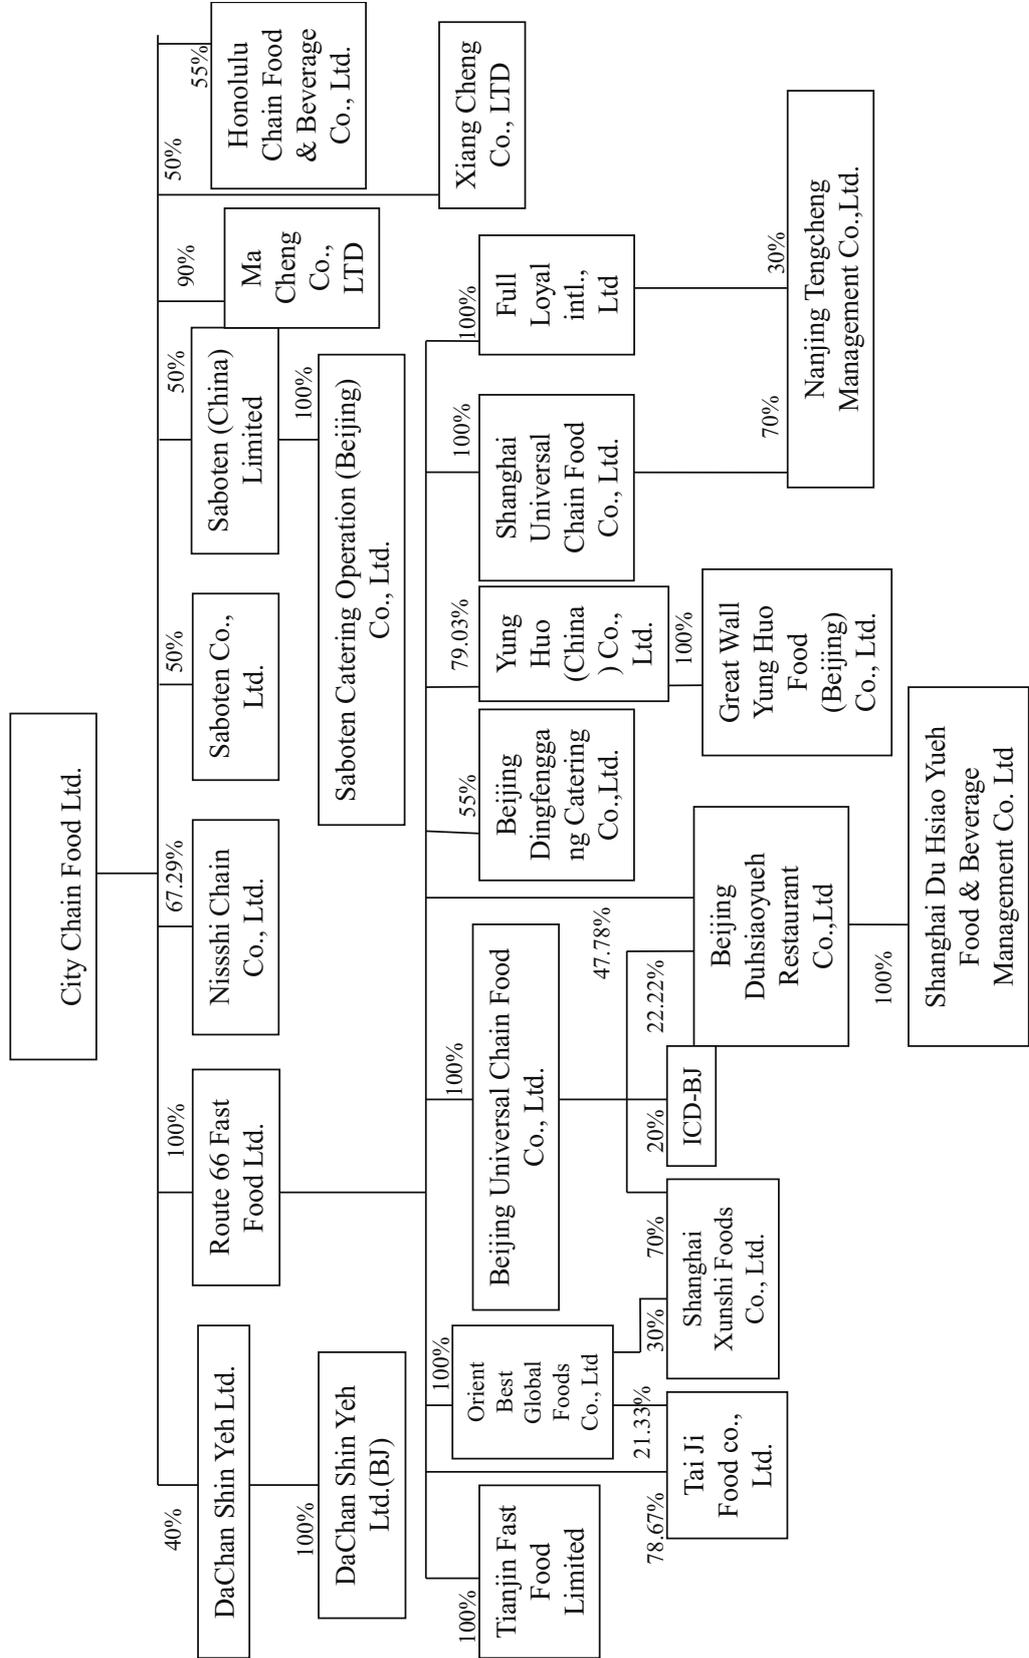 City Chain Food Ltd.
40%
100%
67.29%
50%
50%
90%
50%
55%
DaChan Shin Yeh Ltd.
Route 66 Fast
Food Ltd.
Nissshi Chain
Co., Ltd.
Saboten Co.,
Ltd.
Saboten (China)
Limited
Ma
Cheng
Co.,
LTD
Honolulu
Chain Food
& Beverage
Co., Ltd.
100%
DaChan Shin Yeh
Ltd.(BJ)
100%
Saboten Catering Operation (Beijing)
Co., Ltd.
Xiang Cheng
Co., LTD
100%
100%
100%
55%
79.03%
100%
100%
Tianjin Fast
Food
Limited
Orient
Best
Global
Foods
Co., Ltd
Beijing Universal Chain Food
Co., Ltd.
Beijing
Dingfengga
ng Catering
Co.,Ltd.
Yung
Huo
(China
) Co.,
Ltd.
Shanghai
Universal
Chain Food
Co., Ltd.
Full
Loyal
intl.,
Ltd
47.78%
78.67%
21.33%
30%
70%
20%
22.22%
100%
70%
30%
Tai Ji
Food co.,
Ltd.
Shanghai
Xunshi Foods
Co., Ltd.
ICD-BJ
Beijing
Duhsiaoyueh
Restaurant
Co.,Ltd
Great Wall
Yung Huo
Food
(Beijing)
Co., Ltd.
Nanjing Tengcheng
Management Co.,Ltd.
100%
Shanghai Du Hsiao Yueh
Food & Beverage
Management Co. Ltd